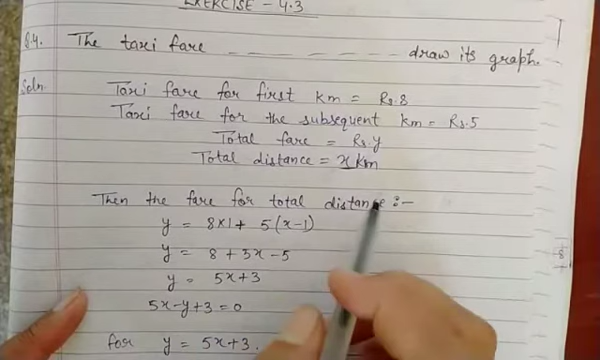 EXERCISE - 4.3
Q4. The taxi fare _ _ _ _ _ _ draw its graph.
Soln Taxi fare for first km = Rs.8
Taxi fare for the subsequent km = Rs.5
Total fare = Rs.y
Total distance = x km
Then the fare for total distance :-
y = 8×1 + 5(x-1)
y = 8 + 5x - 5
y = 5x+3
5x-y+3=0
for y = 5x+3.